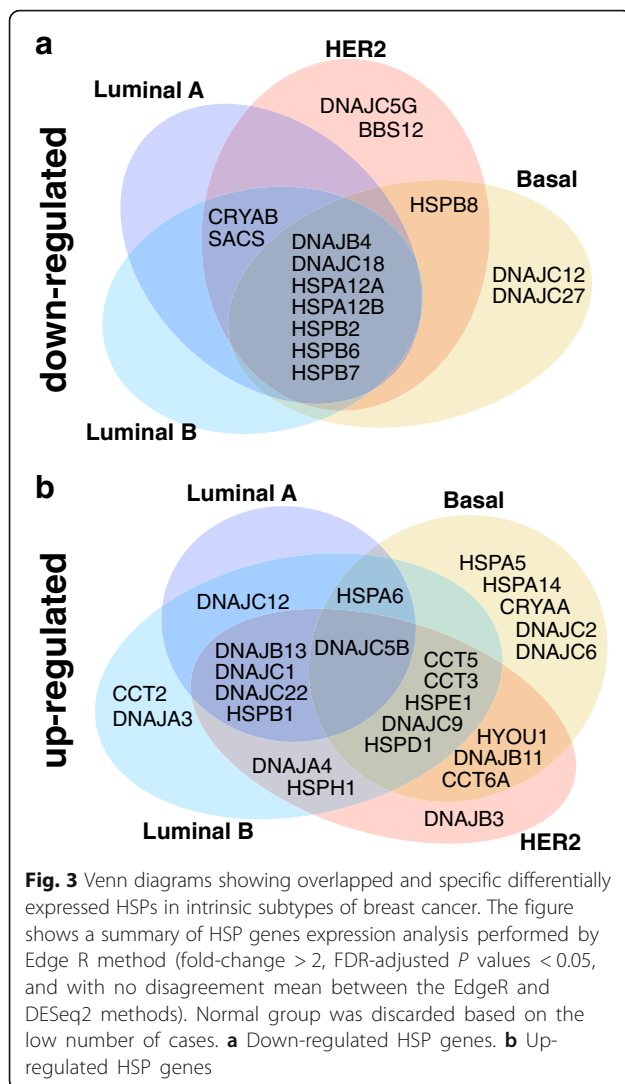 a
HER2
Luminal A
DNAJC5G
BBS12
Basal
HSPB8
CRYAB
SACS
DNAJB4
DNAJC18
HSPA12A
HSPA12B
HSPB2
HSPB6
HSPB7
DNAJC12
DNAJC27
down-regulated
Luminal B
b
Luminal A
Basal
HSPA5
HSPA14
CRYAA
DNAJC2
DNAJC6
HSPA6
DNAJC12
DNAJC5B
DNAJB13
DNAJC1
DNAJC22
HSPB1
CCT5
CCT3
HSPE1
DNAJC9
HSPD1
CCT2
DNAJA3
up-regulated
HYOU1
DNAJB11
CCT6A
DNAJA4
HSPH1
DNAJB3
Luminal B
HER2
Fig. 3 Venn diagrams showing overlapped and specific differentially
expressed HSPs in intrinsic subtypes of breast cancer. The figure
shows a summary of HSP genes expression analysis performed by
Edge R method (fold-change > 2, FDR-adjusted P values < 0.05,
and with no disagreement mean between the EdgeR and
DESeq2 methods). Normal group was discarded based on the
low number of cases. a Down-regulated HSP genes. b Up-
regulated HSP genes